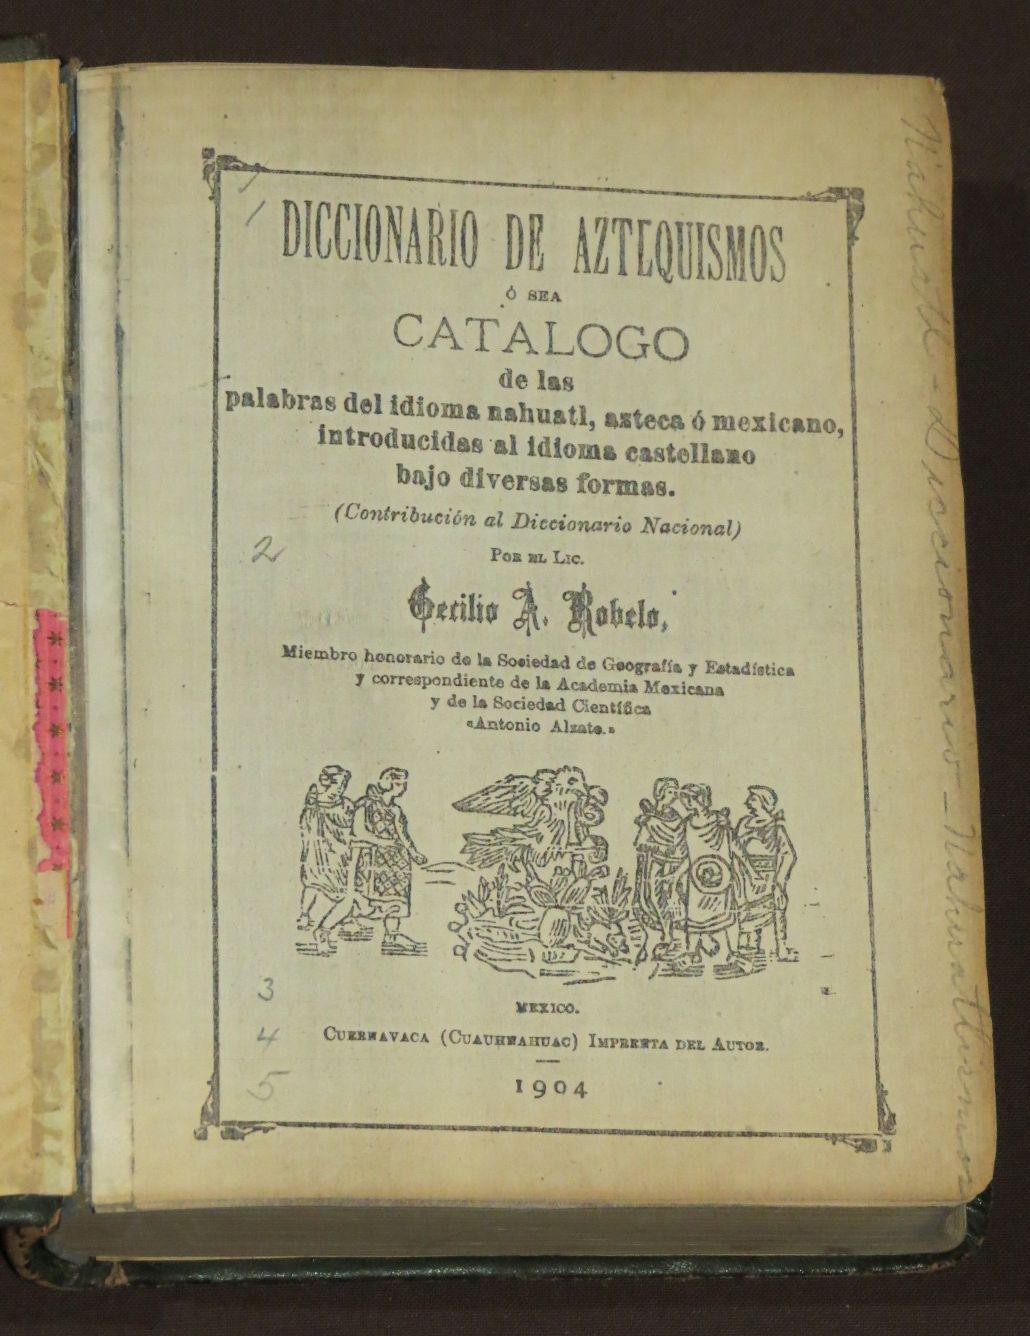 DICCIONARIO DE AZTEQUISMOS
Ó SEA
CATALOGO
de las
palabras del idioma nahuatl, azteca ó mexicano,
introducidas al idioma castellano
bajo diversas formas.
(Contribución al Diccionario Nacional)
POR EL LIC.
Cecilio A. Robelo,
Miembro honorario de la Sociedad de Geografía y Estadística
y correspondiente de la Academia Mexicana
y de la Sociedad Científica
«Antonio Alzate.»
MEXICO.
CUERNAVACA (CUAUHNAHUAC) IMPRENTA DEL AUTOR.
1904
1
2
3
4
5
Nahuatl - Diccionario - Nahuatlismos